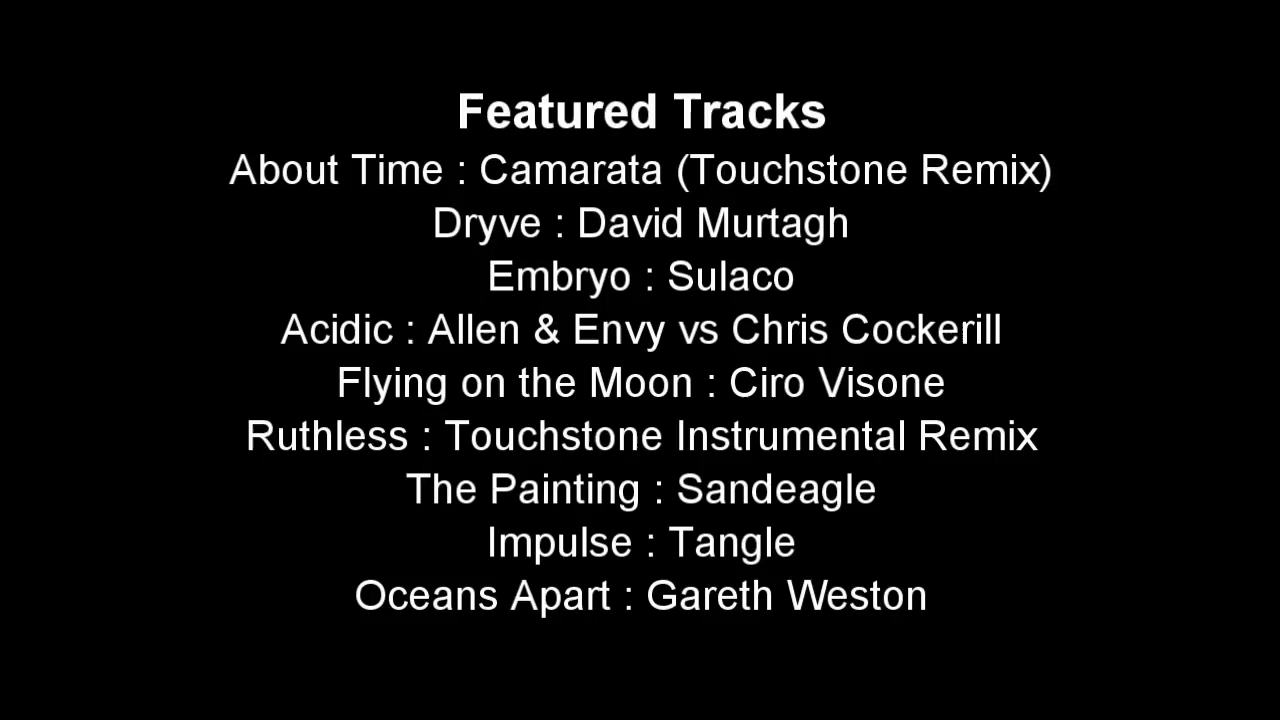 Featured Tracks
About Time : Camarata (Touchstone Remix)
Dryve : David Murtagh
Embryo : Sulaco
Acidic : Allen & Envy vs Chris Cockerill
Flying on the Moon : Ciro Visone
Ruthless : Touchstone Instrumental Remix
The Painting : Sandeagle
Impulse : Tangle
Oceans Apart : Gareth Weston